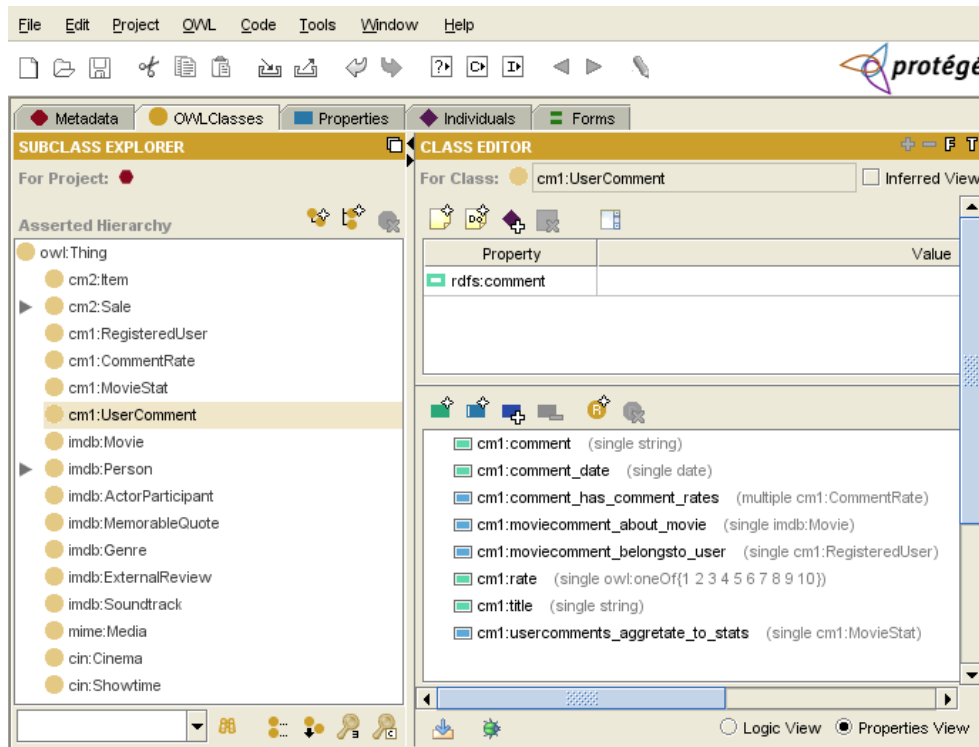 File Edit Project OWL Code Tools Window Help
protégé
Metadata OWLClasses Properties Individuals Forms
SUBCLASS EXPLORER
For Project:
Asserted Hierarchy
owl:Thing
cm2:Item
cm2:Sale
cm1:RegisteredUser
cm1:CommentRate
cm1:MovieStat
cm1:UserComment
imdb:Movie
imdb:Person
imdb:ActorParticipant
imdb:MemorableQuote
imdb:Genre
imdb:ExternalReview
imdb:Soundtrack
mime:Media
cin:Cinema
cin:Showtime
CLASS EDITOR F T
For Class: cm1:UserComment Inferred View
Property Value
rdfs:comment
cm1:comment (single string)
cm1:comment_date (single date)
cm1:comment_has_comment_rates (multiple cm1:CommentRate)
cm1:moviecomment_about_movie (single imdb:Movie)
cm1:moviecomment_belongsto_user (single cm1:RegisteredUser)
cm1:rate (single owl:oneOf{1 2 3 4 5 6 7 8 9 10})
cm1:title (single string)
cm1:usercomments_aggretate_to_stats (single cm1:MovieStat)
Logic View Properties View